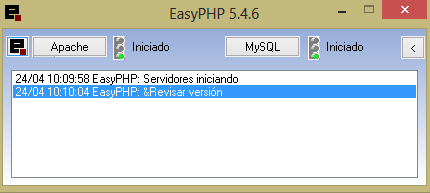 EasyPHP 5.4.6
Apache Iniciado MySQL Iniciado <
24/04 10:09:58 EasyPHP: Servidores iniciando
24/04 10:10:04 EasyPHP: &Revisar versión